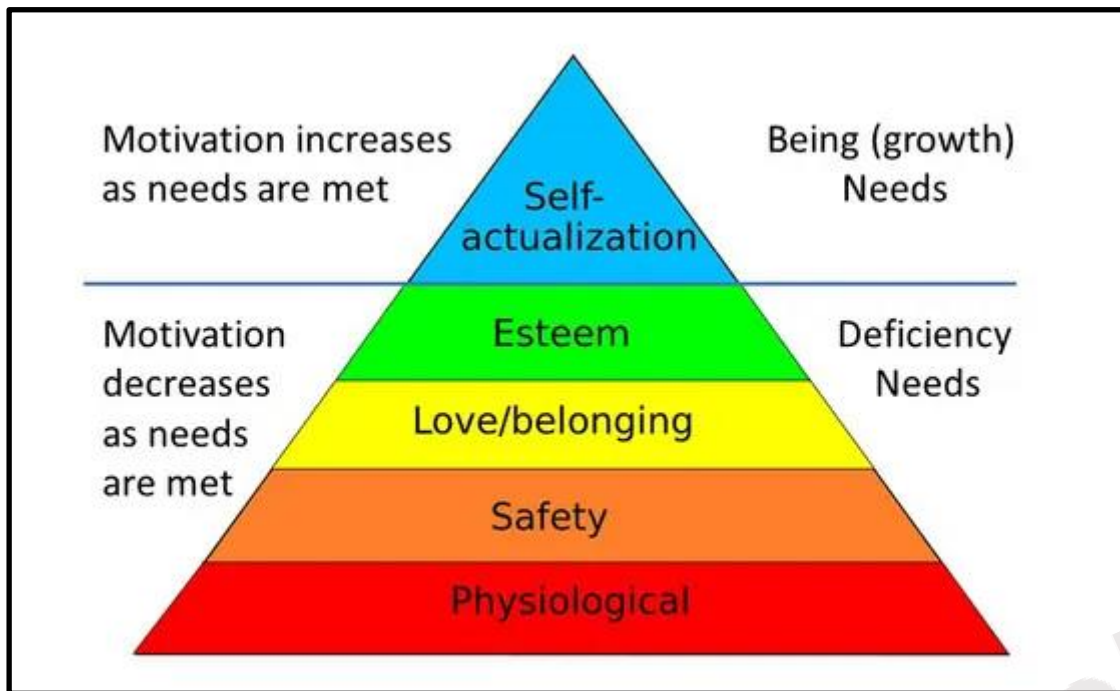 Motivation increases
as needs are met
Being (growth)
Needs
Self-
actualization
Motivation
decreases
as needs
are met
Deficiency
Needs
Esteem
Love/belonging
Safety
Physiological